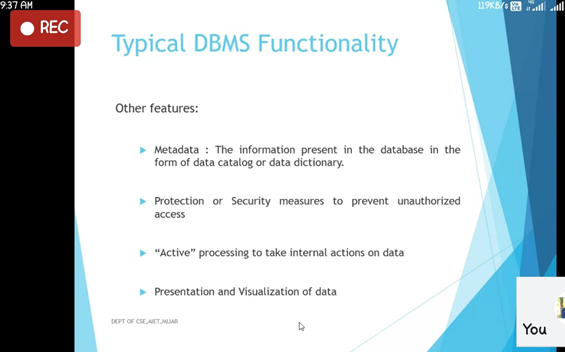 9:37 AM
119KB/s
REC
Typical DBMS Functionality
Other features:
Metadata : The information present in the database in the
form of data catalog or data dictionary.
Protection or Security measures to prevent unauthorized
access
“Active” processing to take internal actions on data
Presentation and Visualization of data
DEPT OF CSE,AIET,MIJAR
You